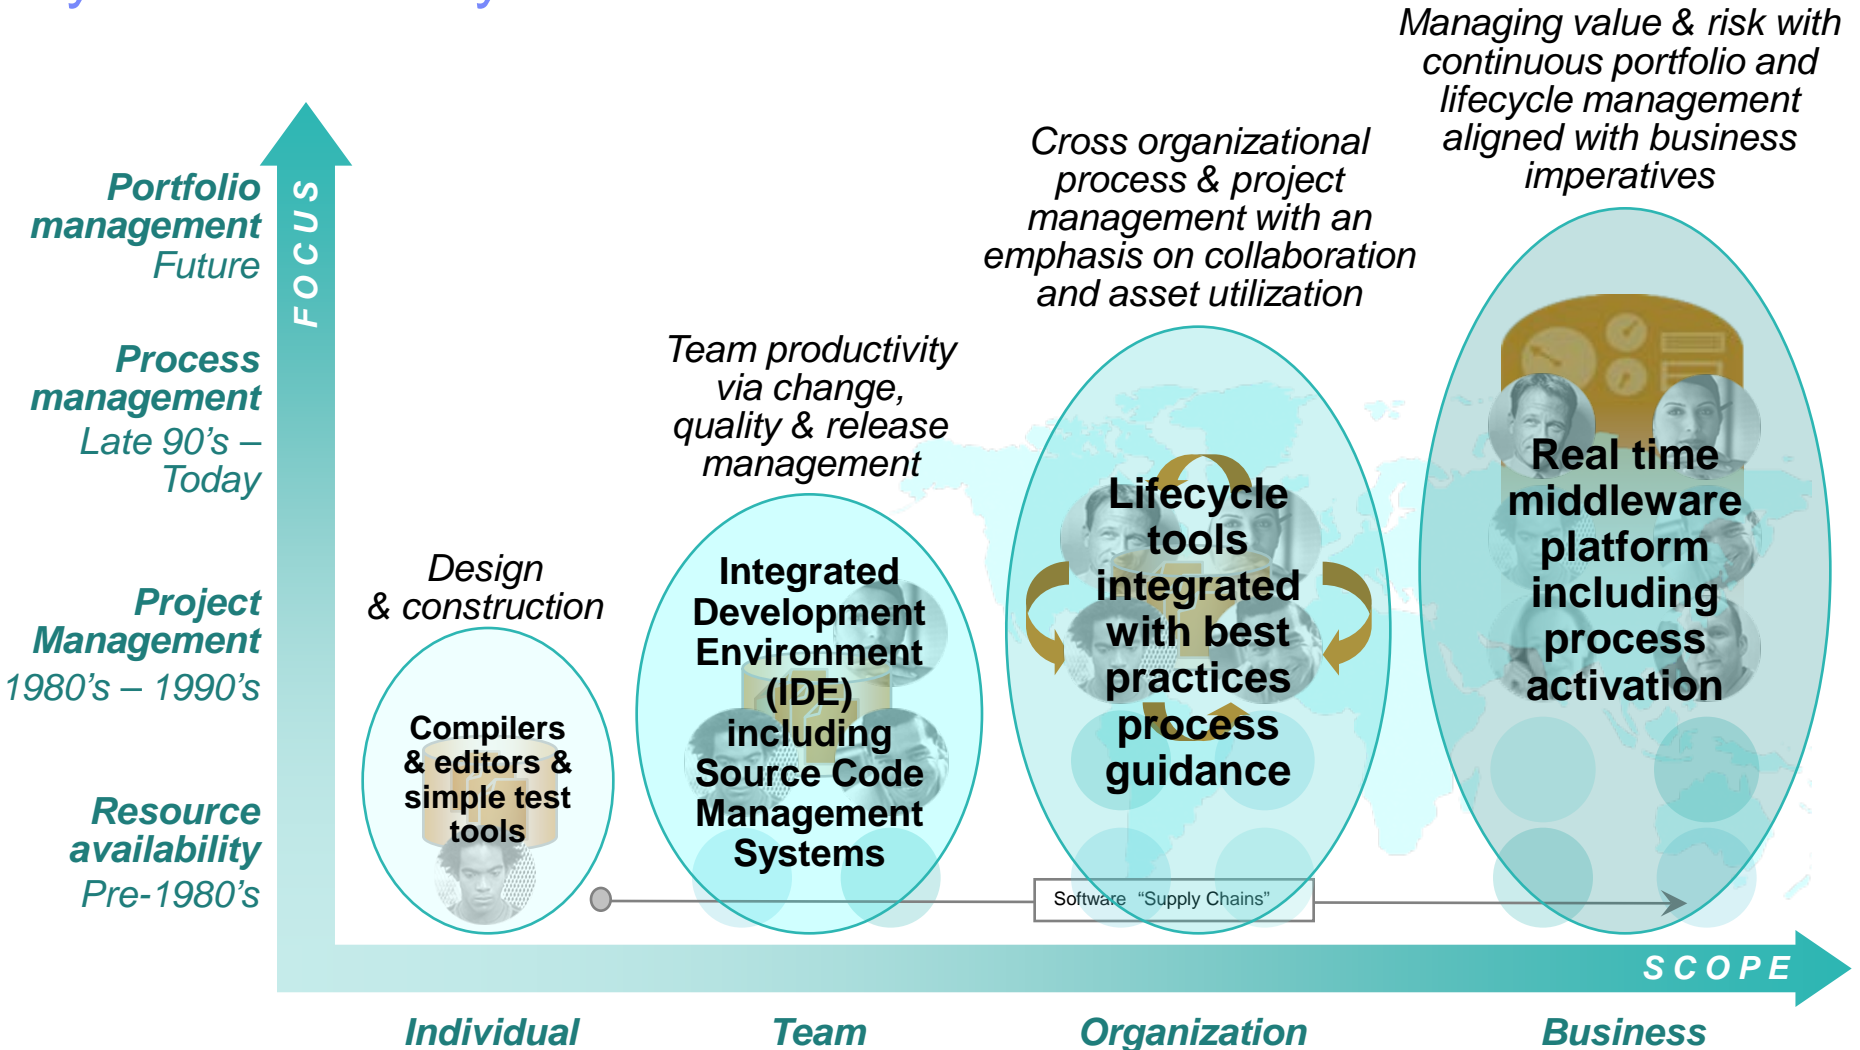 Managing value & risk with
continuous portfolio and
lifecycle management
aligned with business
imperatives
Cross organizational
process & project
management with an
emphasis on collaboration
and asset utilization
Team productivity
via change,
quality & release
management
Design
& construction
FOCUS
Portfolio
management
Future
Process
management
Late 90’s –
Today
Project
Management
1980’s – 1990’s
Resource
availability
Pre-1980’s
Compilers
& editors &
simple test
tools
Integrated
Development
Environment
(IDE)
including
Source Code
Management
Systems
Lifecycle
tools
integrated
with best
practices
process
guidance
Real time
middleware
platform
including
process
activation
Software “Supply Chains”
SCOPE
Individual
Team
Organization
Business